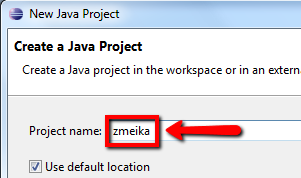 New Java Project
Create a Java Project
Create a Java project in the workspace or in an externa
Project name: zmeika
Use default location